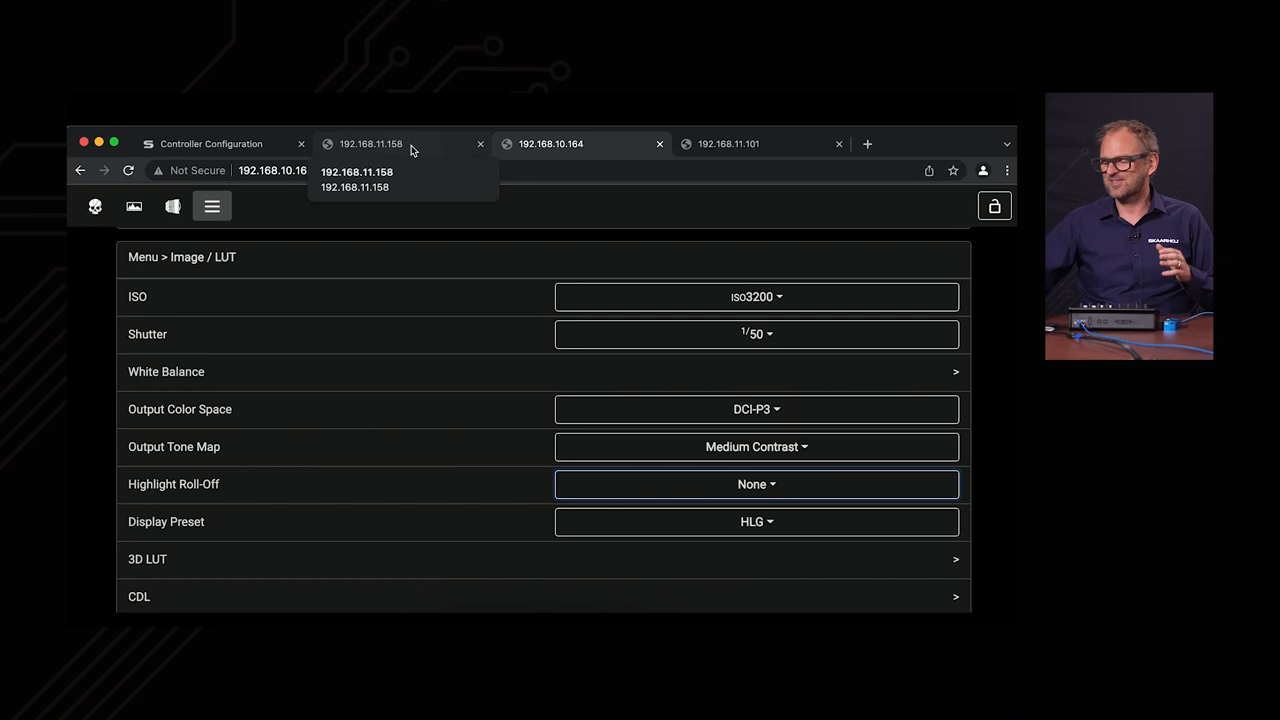 Controller Configuration
192.168.11.158
192.168.10.164
192.168.11.101
Not Secure
192.168.10.16
192.168.11.158
192.168.11.158
Menu > Image / LUT
ISO
ISO3200
Shutter
1/50
White Balance
>
Output Color Space
DCI-P3
Output Tone Map
Medium Contrast
Highlight Roll-Off
None
Display Preset
HLG
3D LUT
>
CDL
>
SKAARHOJ